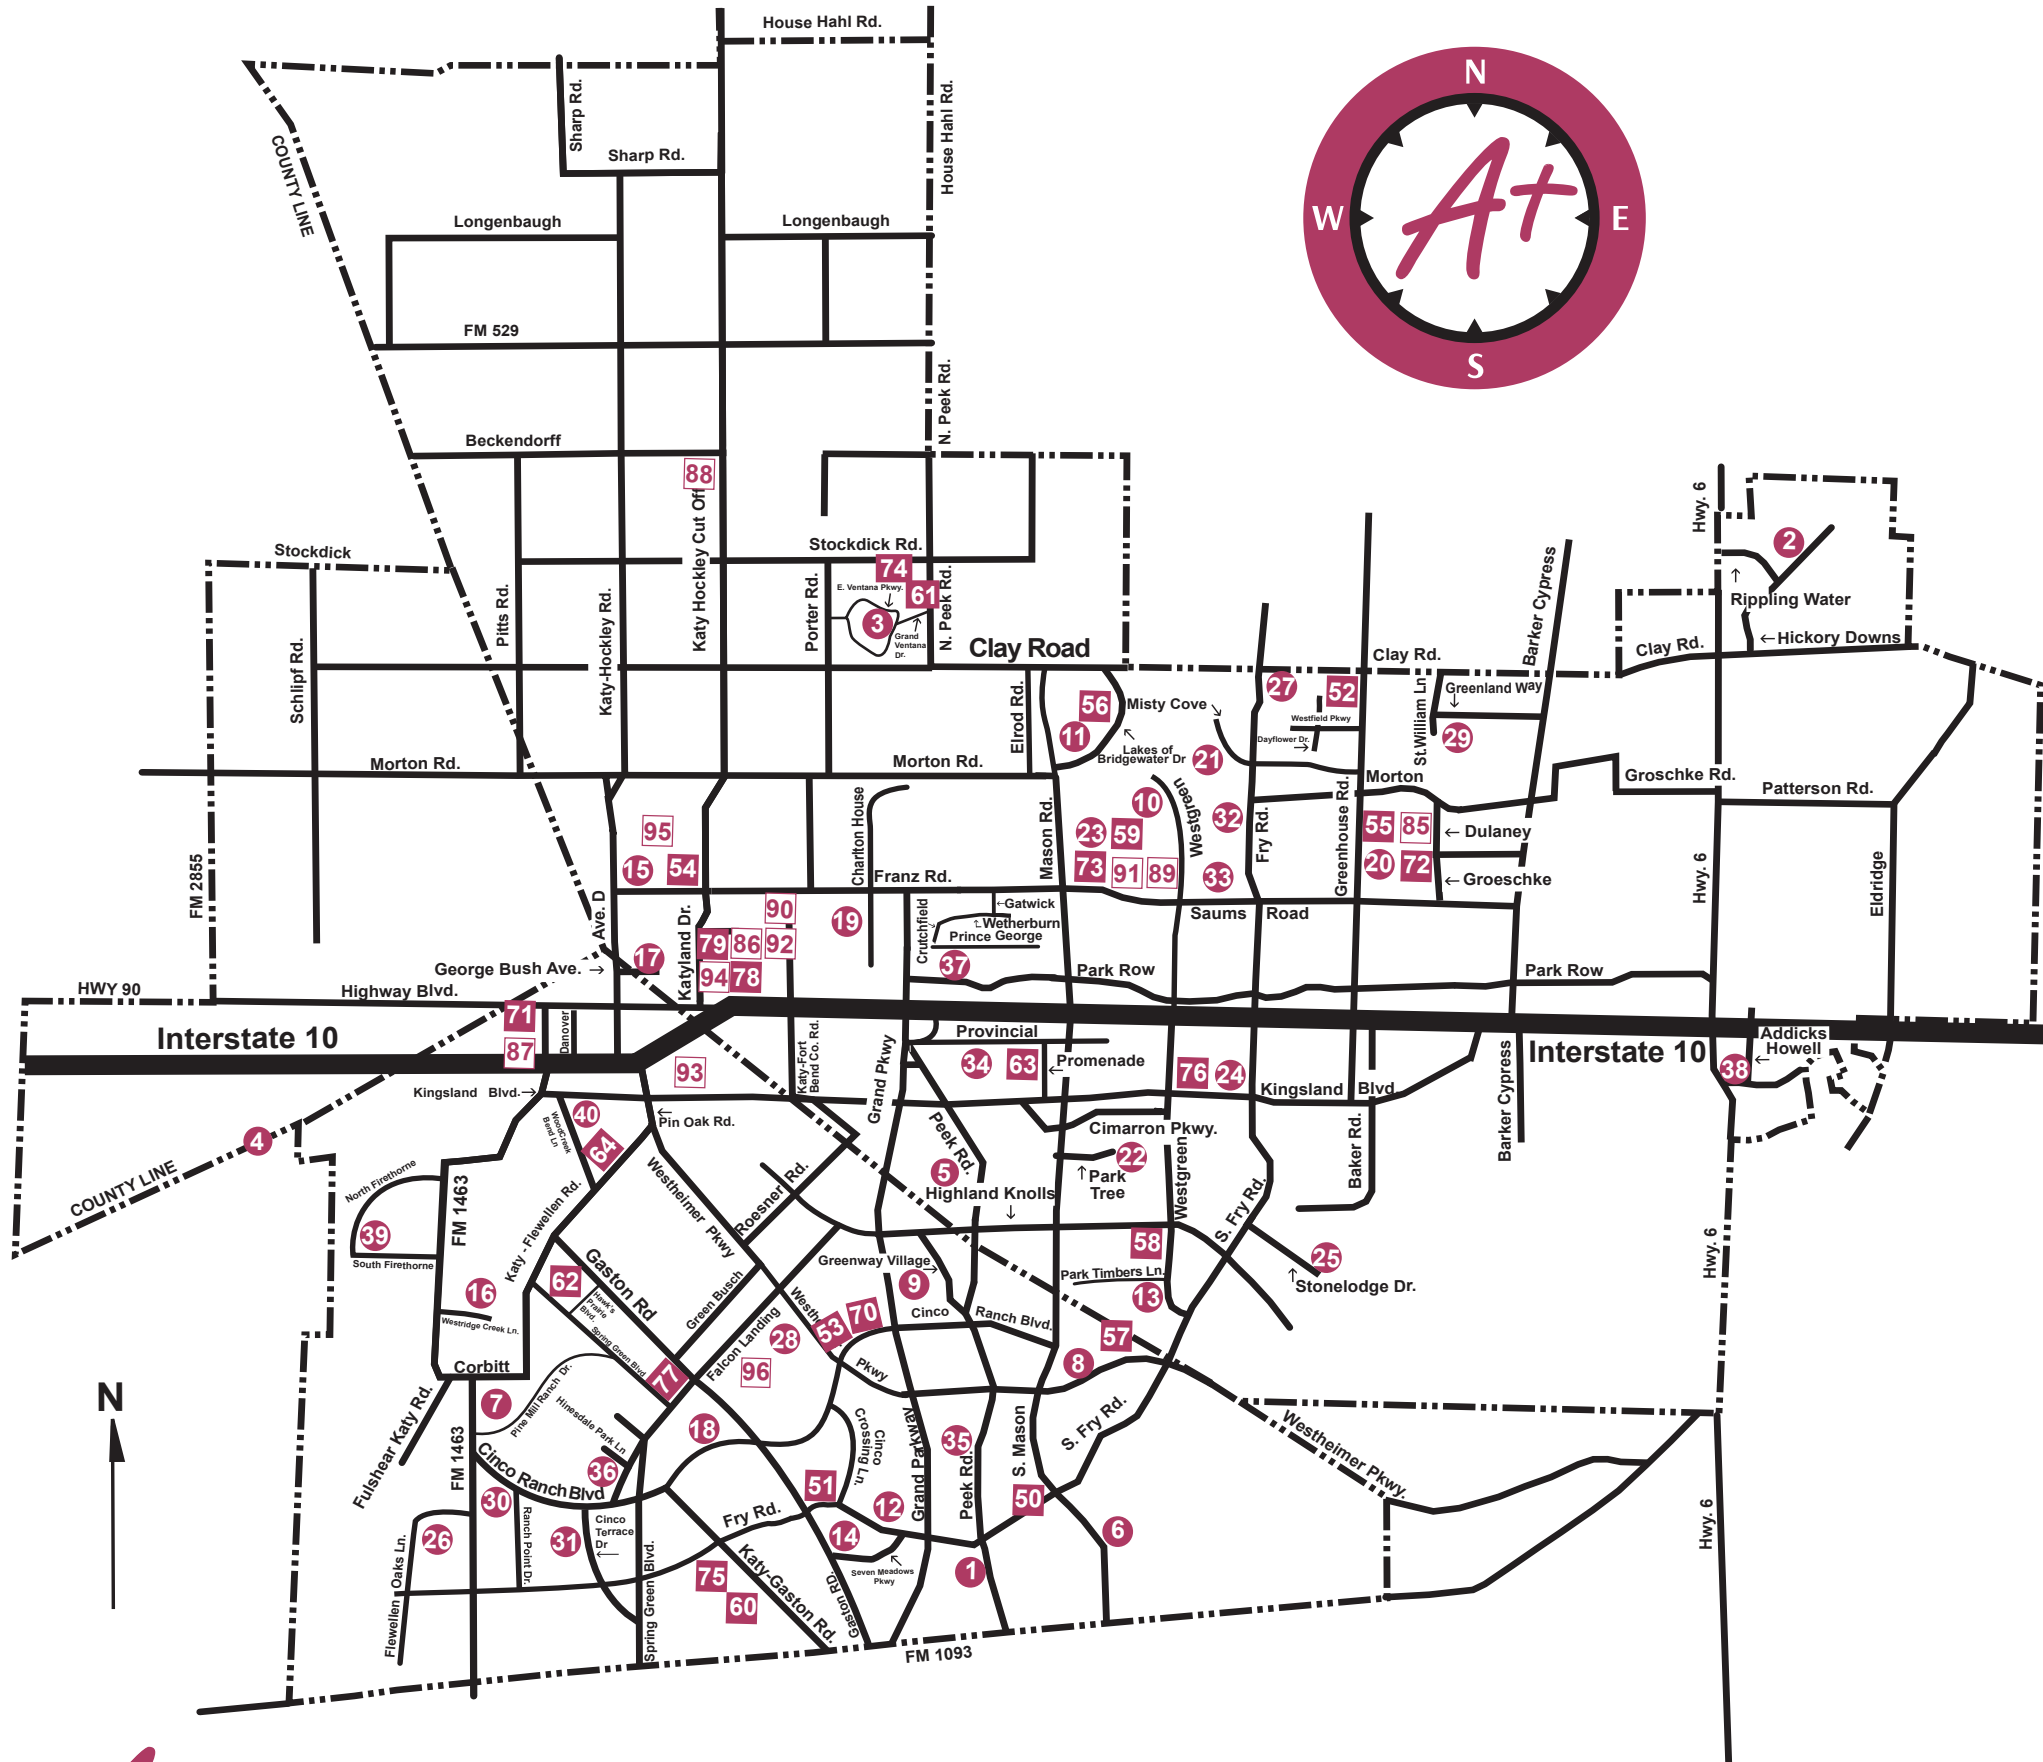 House Hahl Rd.
N
Sharp Rd.
House Hahl Rd.
A+
Sharp Rd.
COUNTY LINE
W
E
Longenbaugh
Longenbaugh
FM 529
S
N. Peek Rd.
Beckendorff
88
Katy Hockley Cut Off
Hwy. 6
2
Stockdick
Stockdick Rd.
74
E. Ventana Pkwy.
61
N. Peek Rd.
Barker Cypress
Pitts Rd.
Katy-Hockley Rd.
Porter Rd.
3
Grand
Ventana
Dr.
Rippling Water
Schlipf Rd.
Clay Road
Clay Rd.
Clay Rd.
←Hickory Downs
27
52
St.William Ln
Greenland Way
Elrod Rd.
56
Misty Cove
Westfield Pkwy
11
Dayflower Dr.
29
Lakes of
Bridgewater Dr
21
Morton Rd.
Morton Rd.
Morton
Groschke Rd.
Patterson Rd.
Charlton House
Mason Rd.
10
Westgreen
32
Fry Rd.
Greenhouse Rd.
95
23
59
55
85
← Dulaney
15
54
73
91
89
33
20
72
← Groeschke
FM 2855
Franz Rd.
Hwy. 6
Eldridge
Ave. D
Katyland Dr.
90
19
Crutchfield
←Gatwick
Wetherburn
Saums
Road
79
86
92
Prince George
17
George Bush Ave. →
94
78
37
Park Row
Park Row
HWY 90
Highway Blvd.
71
Danover
Katy-Fort
Bend Co. Rd.
Grand Pkwy
Provincial
Addicks
Howell
Interstate 10
87
Interstate 10
93
34
63
Promenade
76
24
38
Kingsland Blvd.→
Kingsland
Blvd
Barker Cypress
40
WoodCreek
Bend Ln
Pin Oak Rd.
Peek Rd.
Cimarron Pkwy.
4
64
Baker Rd.
22
COUNTY LINE
North Firethorne
Westheimer Pkwy
Roesner Rd.
5
Park
Tree
Westgreen
FM 1463
Katy - Flewellen Rd.
Highland Knolls
S. Fry Rd.
39
South Firethorne
Gaston Rd
58
25
Hwy. 6
Greenway Village
Park Timbers Ln.
Stonelodge Dr.
62
Hawk's
Prairie
Blvd.
Green Busch
9
13
16
Westridge Creek Ln.
Spring Green Blvd
Falcon Landing
28
53
70
Cinco
Ranch Blvd.
57
Corbitt
77
96
Pkwy
8
Fulshear Katy Rd.
7
Pine Mill Ranch Dr.
Hinesdale Park Ln
18
Cinco
Crossing Ln.
Grand Parkway
35
S. Mason
S. Fry Rd.
Westheimer Pkwy.
N
FM 1463
Cinco Ranch Blvd
36
51
12
Peek Rd.
50
30
Ranch Point Dr.
Fry Rd.
26
31
Cinco
Terrace
Dr
14
6
Hwy. 6
Flewellen Oaks Ln.
Spring Green Blvd.
75
Katy-Gaston Rd.
Gaston RD.
Seven Meadows
Pkwy
1
60
FM 1093